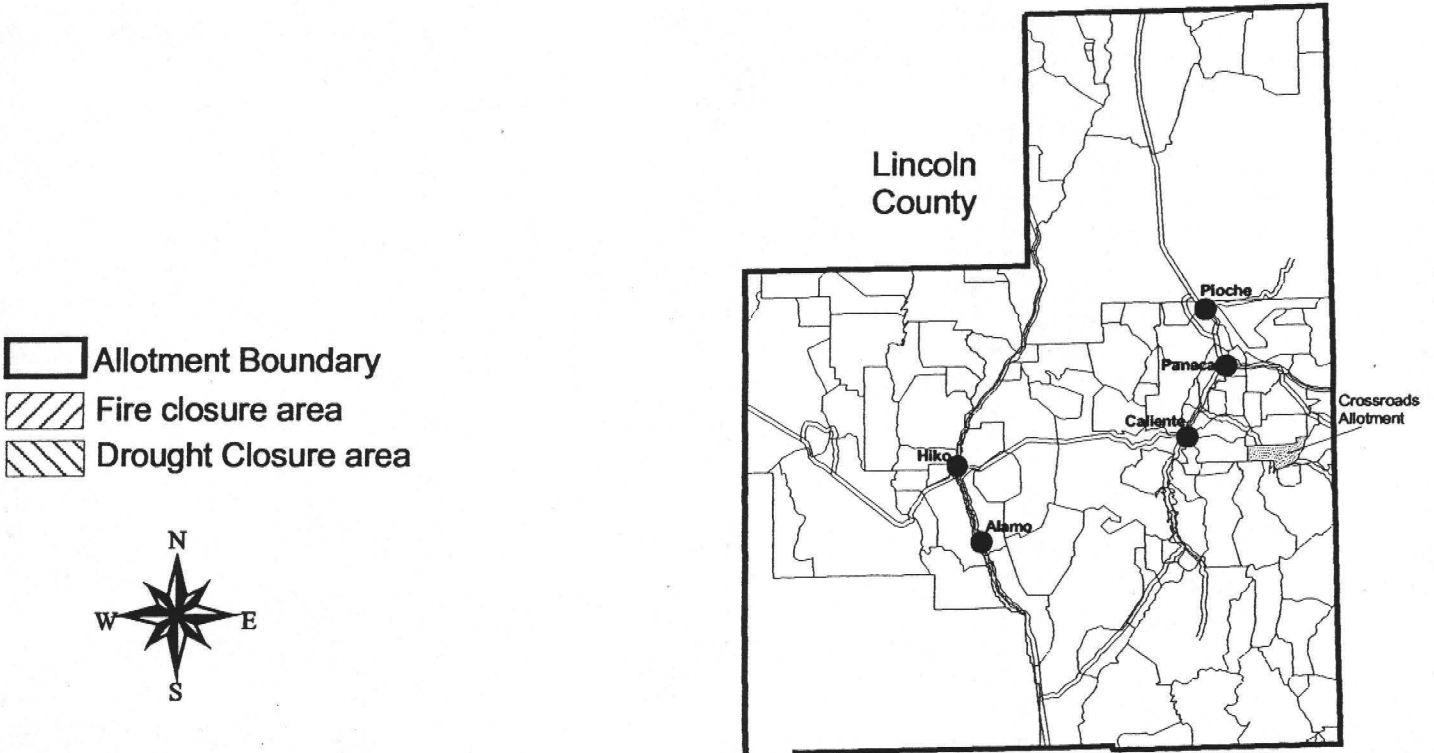 Lincoln
County
Pioche
Panaca
Crossroads
Allotment
Caliente
Hiko
Alamo
Allotment Boundary
Fire closure area
Drought Closure area
N
W E
S